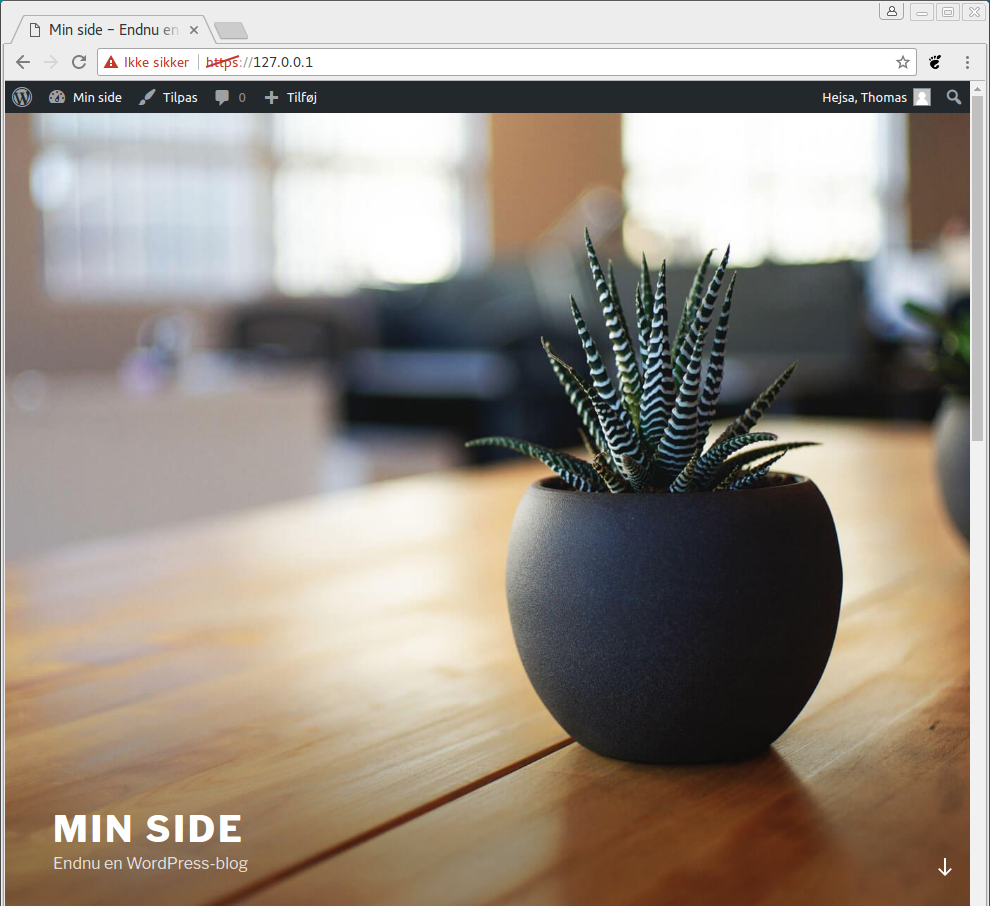 Min side – Endnu en
Ikke sikker https://127.0.0.1
Min side Tilpas 0 Tilføj Hejsa, Thomas
MIN SIDE
Endnu en WordPress-blog